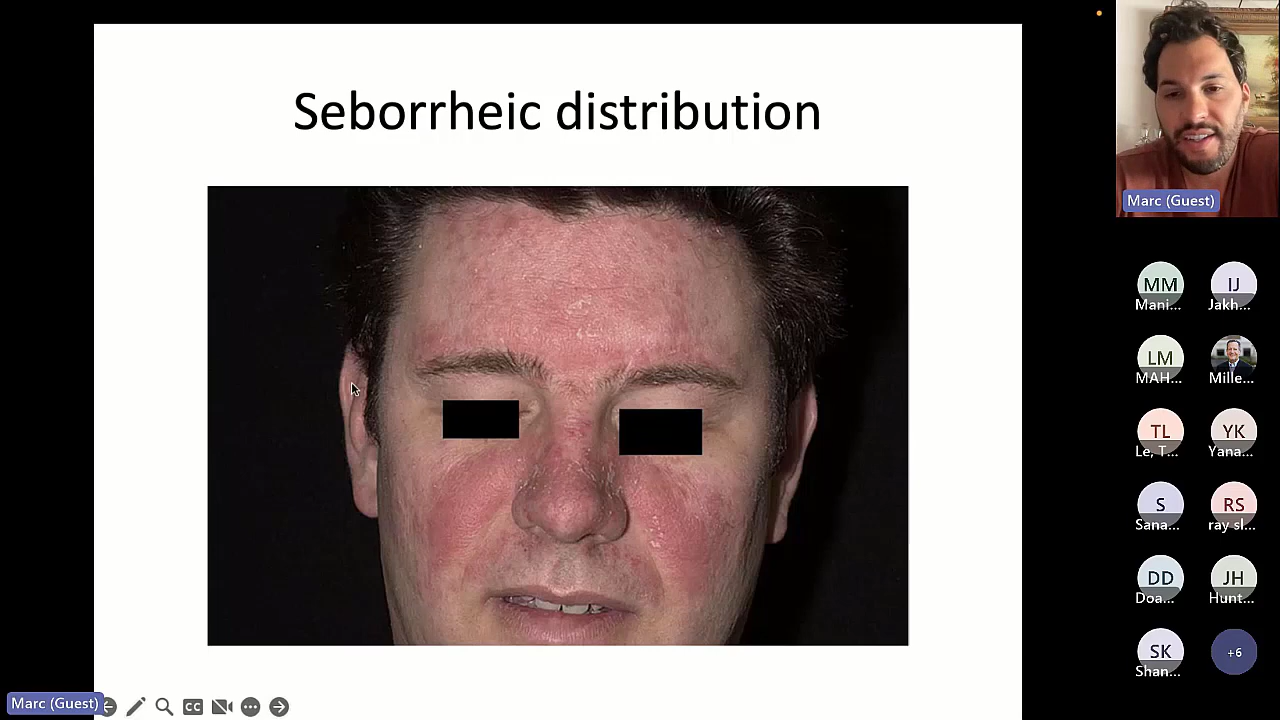 Seborrheic distribution
Marc (Guest)
MM
Mani...
IJ
Jakh...
LM
MAH...
Mille...
TL
Le, T...
YK
Yana...
S
Sana...
RS
ray sl...
DD
Doa...
JH
Hunt...
SK
Shan...
+6
Marc (Guest)
CC